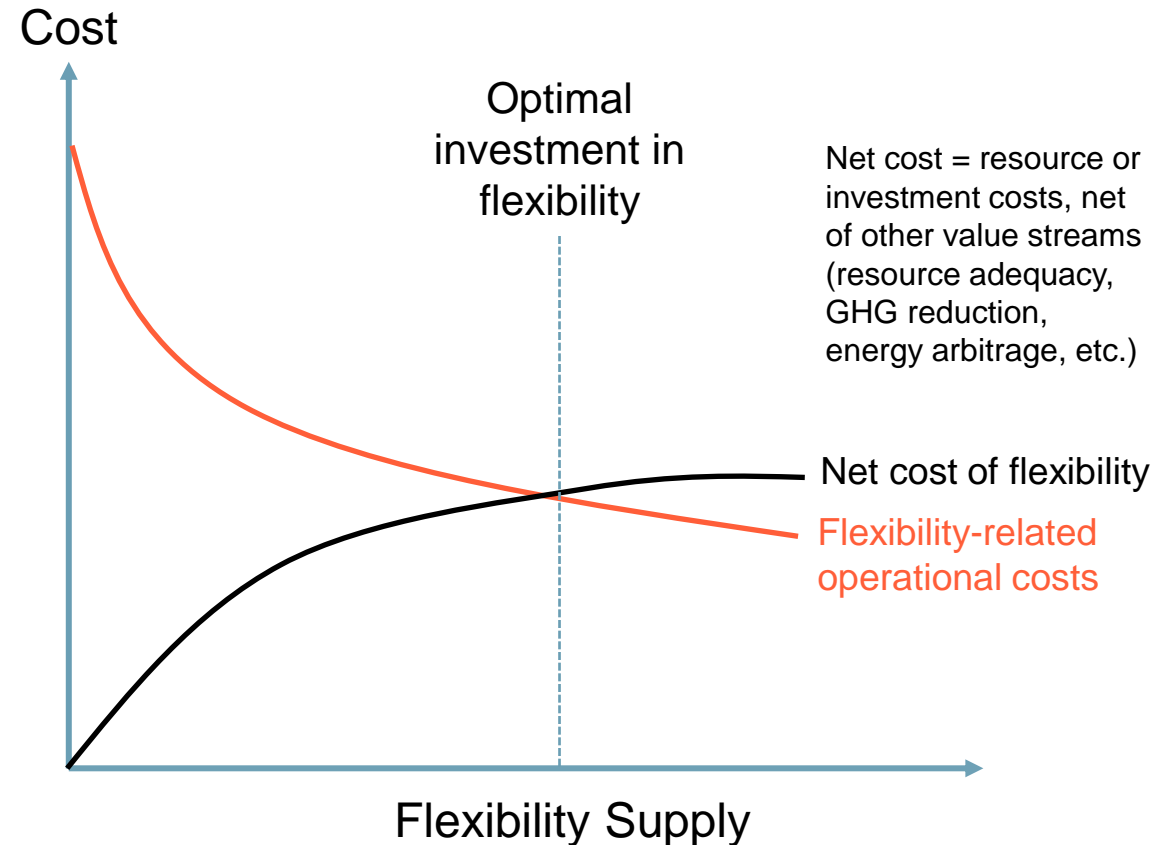 Cost
Optimal
investment in
flexibility
Net cost = resource or
investment costs, net
of other value streams
(resource adequacy,
GHG reduction,
energy arbitrage, etc.)
Net cost of flexibility
Flexibility-related
operational costs
Flexibility Supply